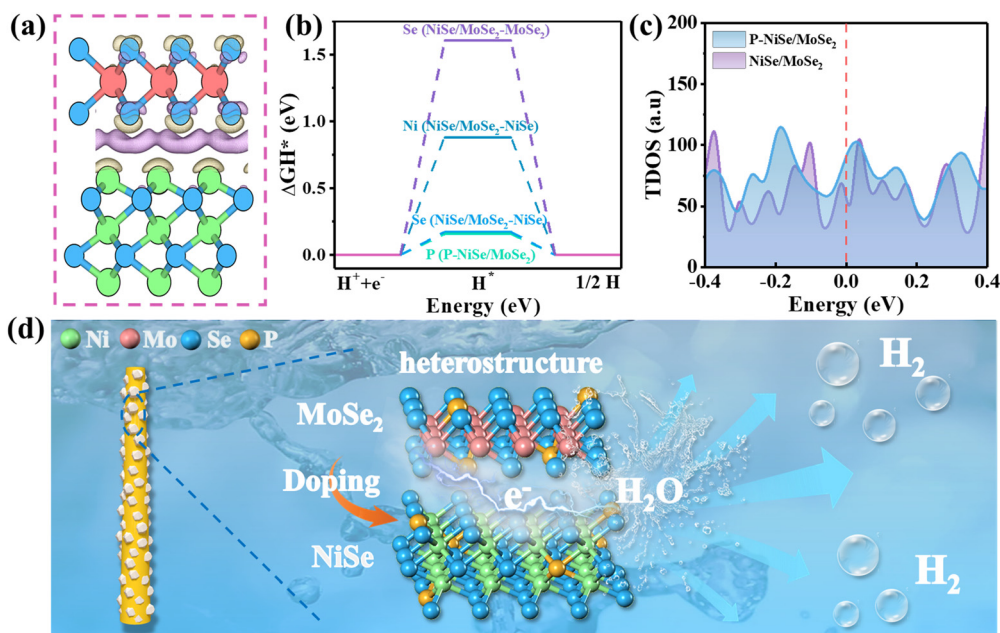 (a)
(b)
Se (NiSe/MoSe₂-MoSe₂)
Ni (NiSe/MoSe₂-NiSe)
Se (NiSe/MoSe₂-NiSe)
P (P-NiSe/MoSe₂)
ΔGH* (eV)
1.5
1.0
0.5
0.0
H⁺+e⁻ H* 1/2 H
Energy (eV)
(c)
P-NiSe/MoSe₂
NiSe/MoSe₂
TDOS (a.u)
200
150
100
50
0
-0.4 -0.2 0.0 0.2 0.4
Energy (eV)
(d)
Ni Mo Se P
heterostructure
MoSe₂
Doping
NiSe
e⁻
H₂O
H₂
H₂